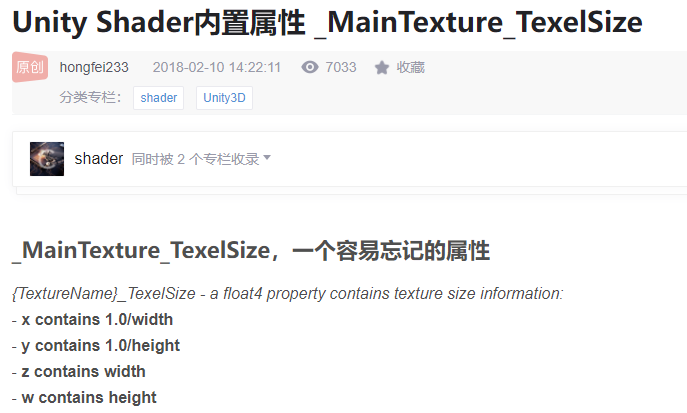 Unity Shader内置属性 _MainTexture_TexelSize
原创 hongfei233 2018-02-10 14:22:11 7033 收藏
分类专栏： shader Unity3D
shader 同时被 2 个专栏收录
_MainTexture_TexelSize，一个容易忘记的属性
{TextureName}_TexelSize - a float4 property contains texture size information:
- x contains 1.0/width
- y contains 1.0/height
- z contains width
- w contains height